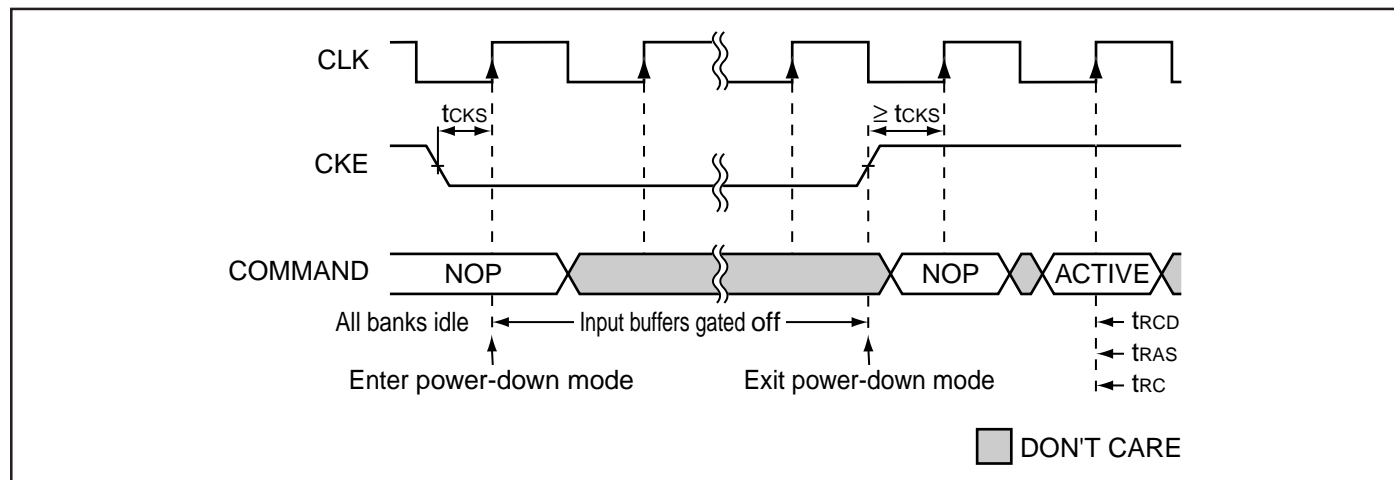 CLK
tCKS
≥ tCKS
CKE
COMMAND
NOP
NOP
ACTIVE
All banks idle
Input buffers gated off
tRCD
tRAS
tRC
Enter power-down mode
Exit power-down mode
DON'T CARE